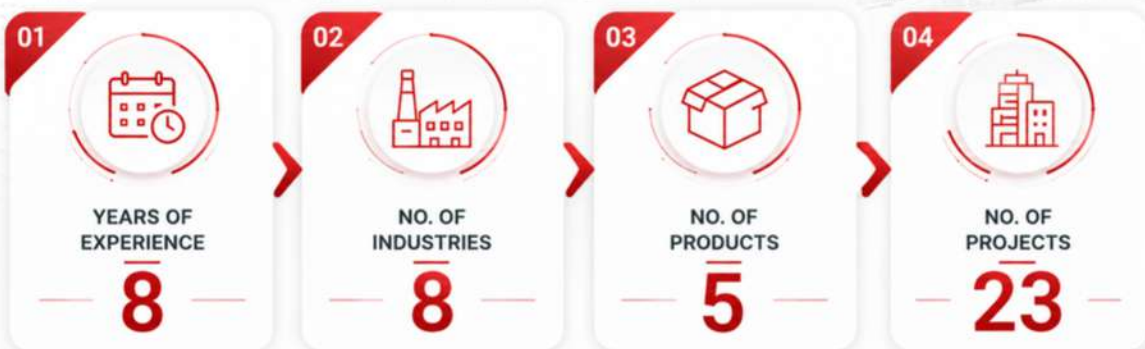 01
YEARS OF
EXPERIENCE
8
02
NO. OF
INDUSTRIES
8
03
NO. OF
PRODUCTS
5
04
NO. OF
PROJECTS
23